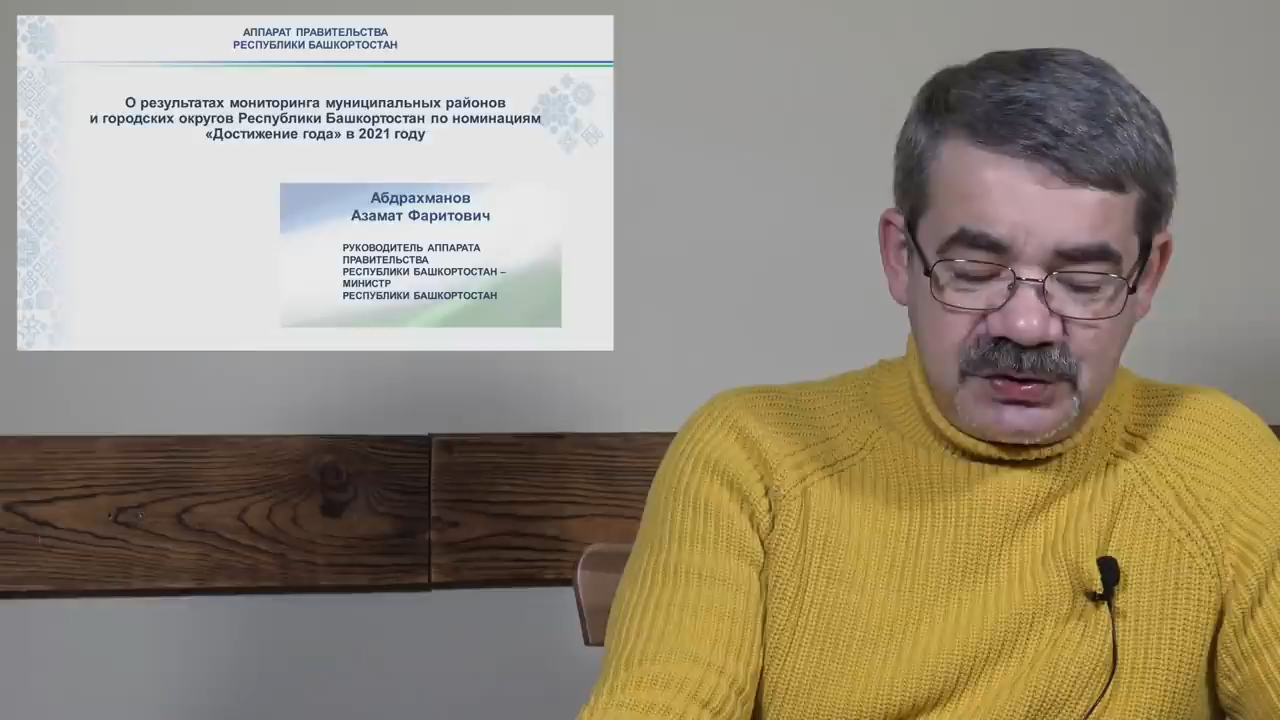 АППАРАТ ПРАВИТЕЛЬСТВА
РЕСПУБЛИКИ БАШКОРТОСТАН
О результатах мониторинга муниципальных районов
и городских округов Республики Башкортостан по номинациям
«Достижение года» в 2021 году
Абдрахманов
Азамат Фаритович
РУКОВОДИТЕЛЬ АППАРАТА
ПРАВИТЕЛЬСТВА
РЕСПУБЛИКИ БАШКОРТОСТАН –
МИНИСТР
РЕСПУБЛИКИ БАШКОРТОСТАН